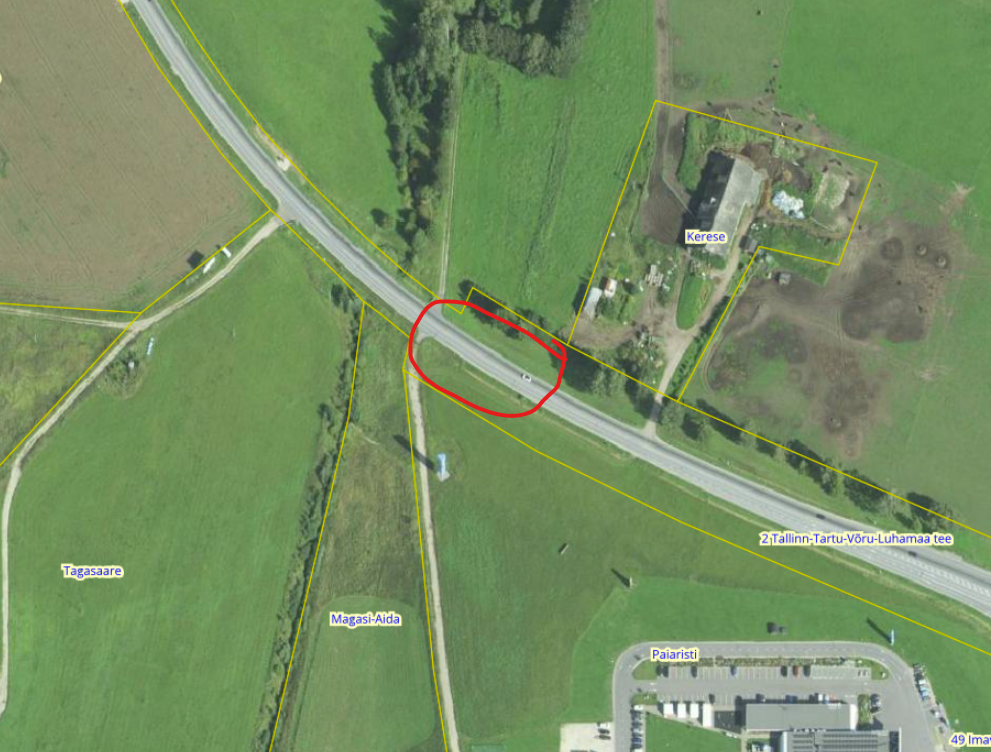 Kerese
2 Tallinn-Tartu-Võru-Luhamaa tee
Tagasaare
Magasi-Aida
Paiaristi
49 Imav